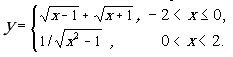 y = { √(x-1) + √(x+1), -2 < x ≤ 0,
1/√(x² - 1) , 0 < x < 2.